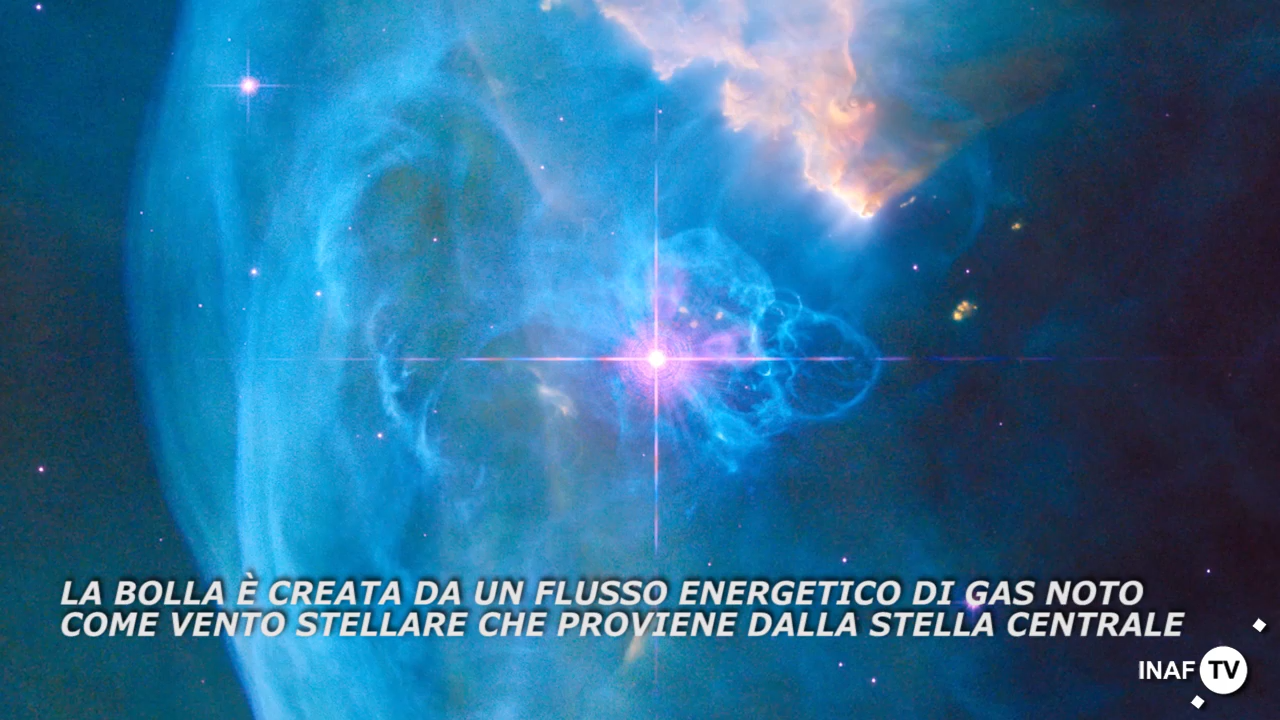 LA BOLLA È CREATA DA UN FLUSSO ENERGETICO DI GAS NOTO
COME VENTO STELLARE CHE PROVIENE DALLA STELLA CENTRALE
INAF TV